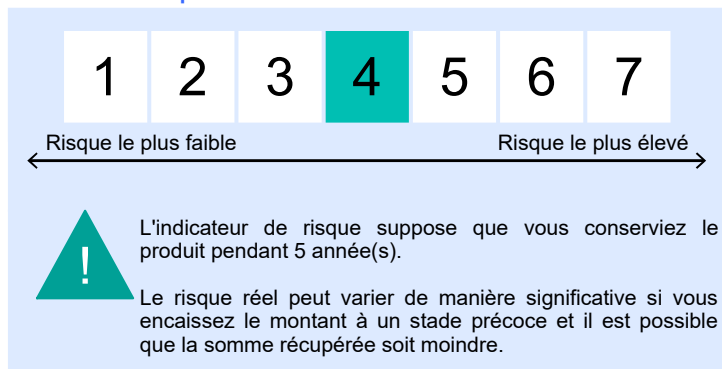 1 2 3 4 5 6 7
Risque le plus faible Risque le plus élevé
L'indicateur de risque suppose que vous conserviez le
produit pendant 5 année(s).
!
Le risque réel peut varier de manière significative si vous
encaissez le montant à un stade précoce et il est possible
que la somme récupérée soit moindre.